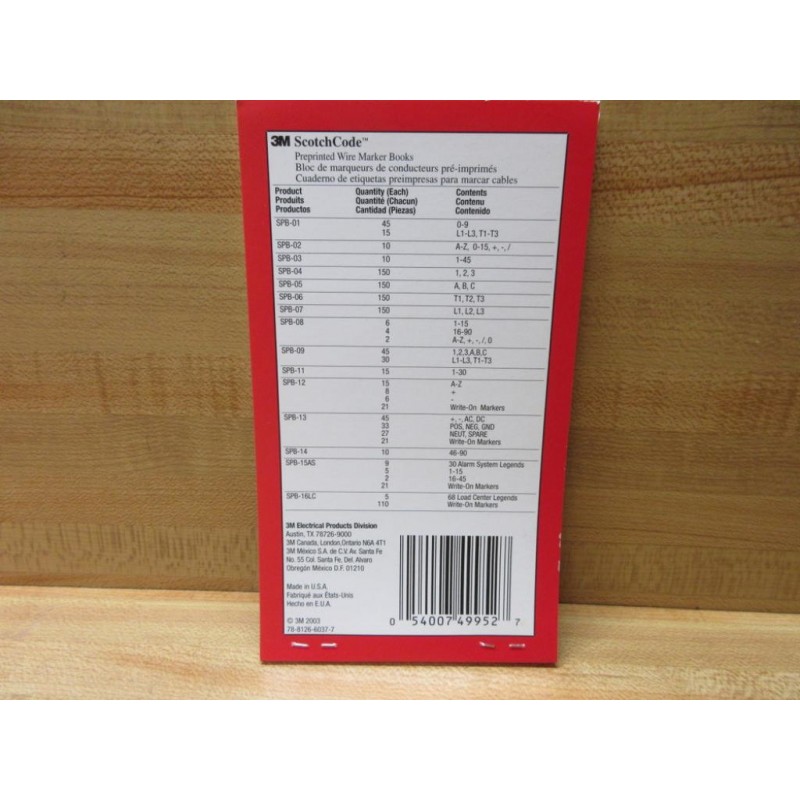 3M ScotchCode™
Preprinted Wire Marker Books
Bloc de marqueurs de conducteurs pré-imprimés
Cuaderno de etiquetas preimpresas para marcar cables
Product Quantity (Each) Contents
Produits Quantité (Chacun) Contenu
Productos Cantidad (Piezas) Contenido
SPB-01 45 0-9
15 L1-L3, T1-T3
SPB-02 10 A-Z, 0-15, +, -, /
SPB-03 10 1-45
SPB-04 150 1, 2, 3
SPB-05 150 A, B, C
SPB-06 150 T1, T2, T3
SPB-07 150 L1, L2, L3
SPB-08 6 1-15
4 16-90
2 A-Z, +, -, /, 0
SPB-09 45 1,2,3,A,B,C
30 L1-L3, T1-T3
SPB-11 15 1-30
SPB-12 15 A-Z
8 +
6 -
21 Write-On Markers
SPB-13 45 +, -, AC, DC
33 POS, NEG, GND
27 NEUT, SPARE
21 Write-On Markers
SPB-14 10 46-90
SPB-15AS 9 30 Alarm System Legends
5 1-15
2 16-45
21 Write-On Markers
SPB-16LC 5 68 Load Center Legends
110 Write-On Markers
3M Electrical Products Division
Austin, TX 78726-9000
3M Canada, London,Ontario N6A 4T1
3M México S.A. de C.V. Av. Santa Fe
No. 55 Col. Santa Fe, Del. Alvaro
Obregón México D.F. 01210
Made in U.S.A.
Fabriqué aux États-Unis
Hecho en E.U.A.
© 3M 2003
78-8126-6037-7
0 54007 49952 7